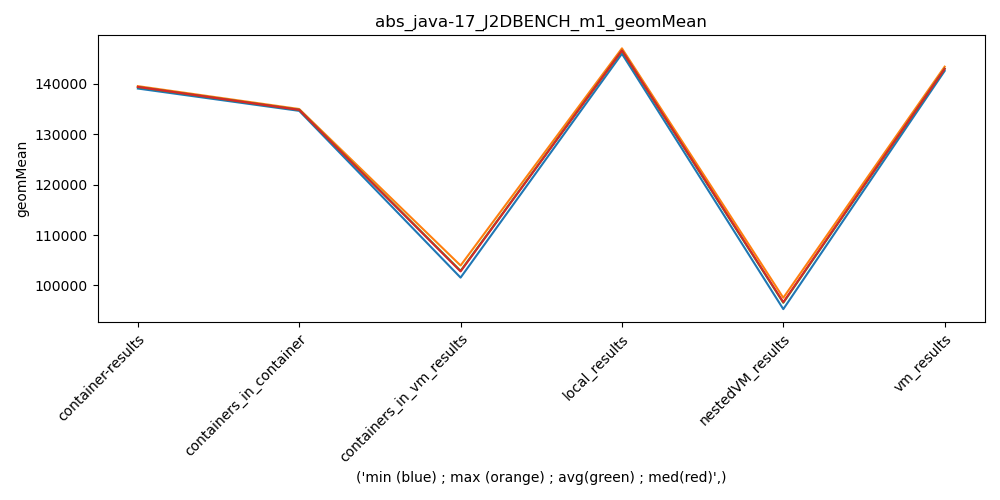 abs_java-17_J2DBENCH_m1_geomMean
geomMean
140000
130000
120000
110000
100000
container-results
containers_in_container
containers_in_vm_results
local_results
nestedVM_results
vm_results
('min (blue) ; max (orange) ; avg(green) ; med(red)',)